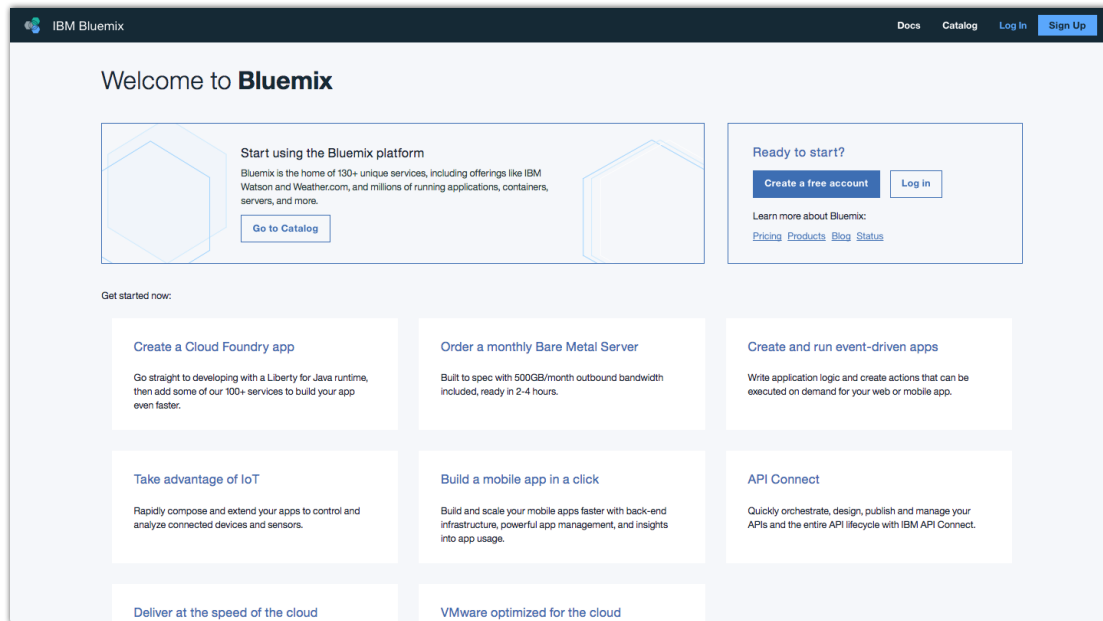 IBM Bluemix
Docs Catalog Log In Sign Up
Welcome to Bluemix
Start using the Bluemix platform
Bluemix is the home of 130+ unique services, including offerings like IBM
Watson and Weather.com, and millions of running applications, containers,
servers, and more.
Go to Catalog
Ready to start?
Create a free account Log in
Learn more about Bluemix:
Pricing Products Blog Status
Get started now:
Create a Cloud Foundry app
Go straight to developing with a Liberty for Java runtime,
then add some of our 100+ services to build your app
even faster.
Order a monthly Bare Metal Server
Built to spec with 500GB/month outbound bandwidth
included, ready in 2-4 hours.
Create and run event-driven apps
Write application logic and create actions that can be
executed on demand for your web or mobile app.
Take advantage of IoT
Rapidly compose and extend your apps to control and
analyze connected devices and sensors.
Build a mobile app in a click
Build and scale your mobile apps faster with back-end
infrastructure, powerful app management, and insights
into app usage.
API Connect
Quickly orchestrate, design, publish and manage your
APIs and the entire API lifecycle with IBM API Connect.
Deliver at the speed of the cloud
VMware optimized for the cloud